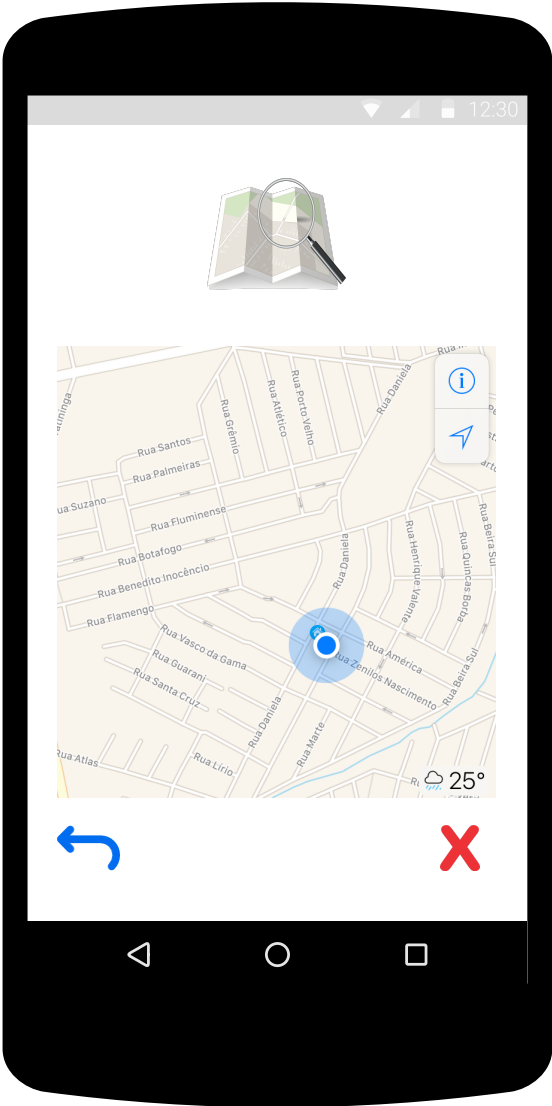 12:30
Rua Daniela
Rua Porto Velho
Rua Atlético
Rua Grêmio
Rua Santos
Rua Palmeiras
Rua Fluminense
Rua Botafogo
Rua Benedito Inocêncio
Rua Flamengo
Rua Daniela
Rua Henrique Valente
Rua Quincas Borba
Rua Beira Sul
Rua Vasco da Gama
Rua Guarani
Rua Santa Cruz
Rua América
Rua Zenilos Nascimento
Rua Beira Sul
Rua Daniela
Rua Marte
Rua Lírio
Rua Atlas
25°